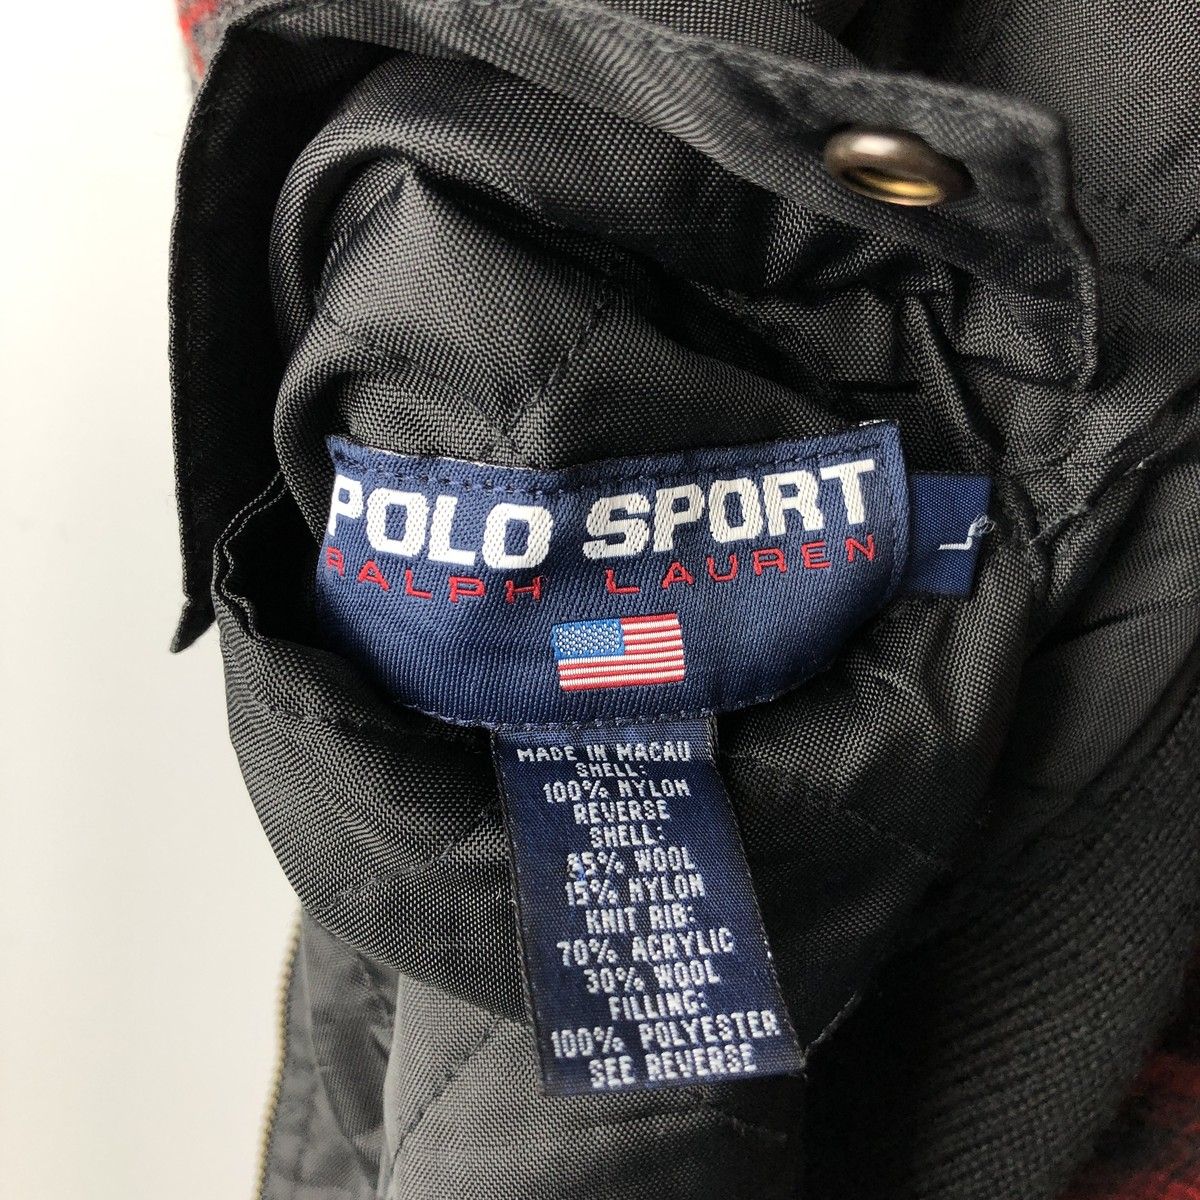 POLO SPORT
RALPH LAUREN
L
MADE IN MACAU
SHELL:
100% NYLON
REVERSE
SHELL:
85% WOOL
15% NYLON
KNIT RIB:
70% ACRYLIC
30% WOOL
FILLING:
100% POLYESTER
SEE REVERSE